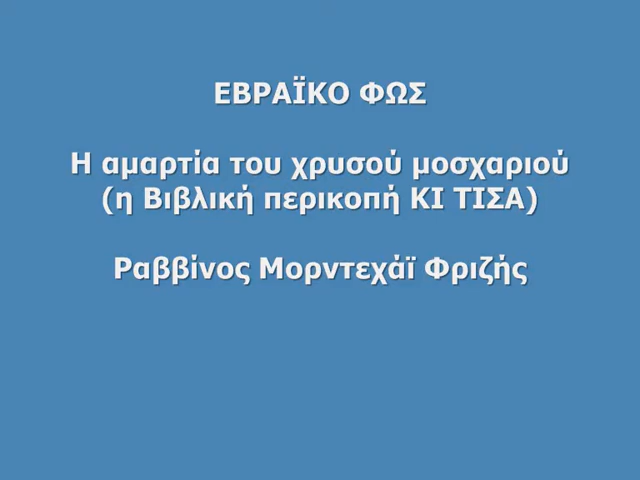 ΕΒΡΑΪΚΟ ΦΩΣ
Η αμαρτία του χρυσού μοσχαριού
(η Βιβλική περικοπή ΚΙ ΤΙΣΑ)
Ραββίνος Μορντεχάϊ Φριζής